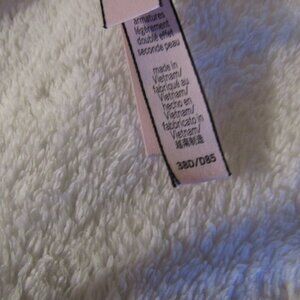 armatures
légèrement
doublé effet
seconde peau
made in
Vietnam/
fabriqué au
Vietnam/
hecho en
Vietnam/
fabbricato in
Vietnam/
越南制造
38D/D85